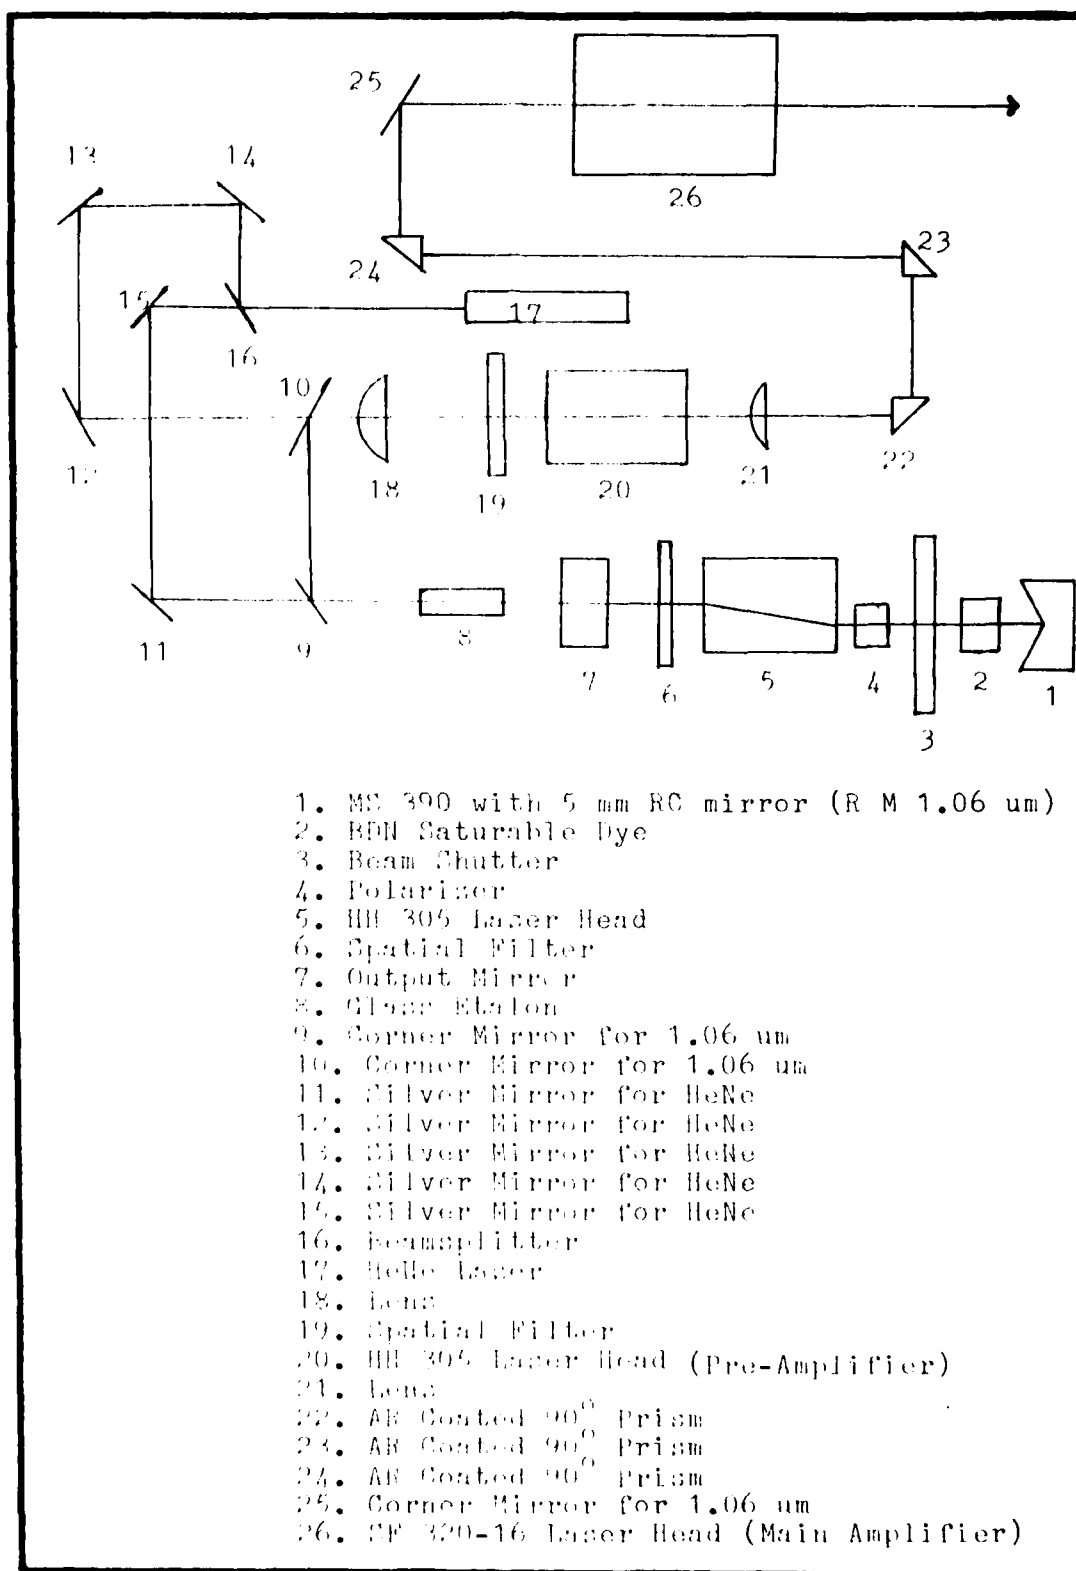 25
26
13
14
23
24
15
17
16
10
12
18
19
20
21
22
11
9
8
7
6
5
4
3
2
1
1. MS 390 with 5 mm RC mirror (R M 1.06 um)
2. BDN Saturable Dye
3. Beam Shutter
4. Polarizer
5. HH 305 Laser Head
6. Spatial Filter
7. Output Mirror
8. Glass Etalon
9. Corner Mirror for 1.06 um
10. Corner Mirror for 1.06 um
11. Silver Mirror for HeNe
12. Silver Mirror for HeNe
13. Silver Mirror for HeNe
14. Silver Mirror for HeNe
15. Silver Mirror for HeNe
16. Beamsplitter
17. HeNe Laser
18. Lens
19. Spatial Filter
20. HH 305 Laser Head (Pre-Amplifier)
21. Lens
22. AR Coated 90° Prism
23. AR Coated 90° Prism
24. AR Coated 90° Prism
25. Corner Mirror for 1.06 um
26. SF 320-16 Laser Head (Main Amplifier)